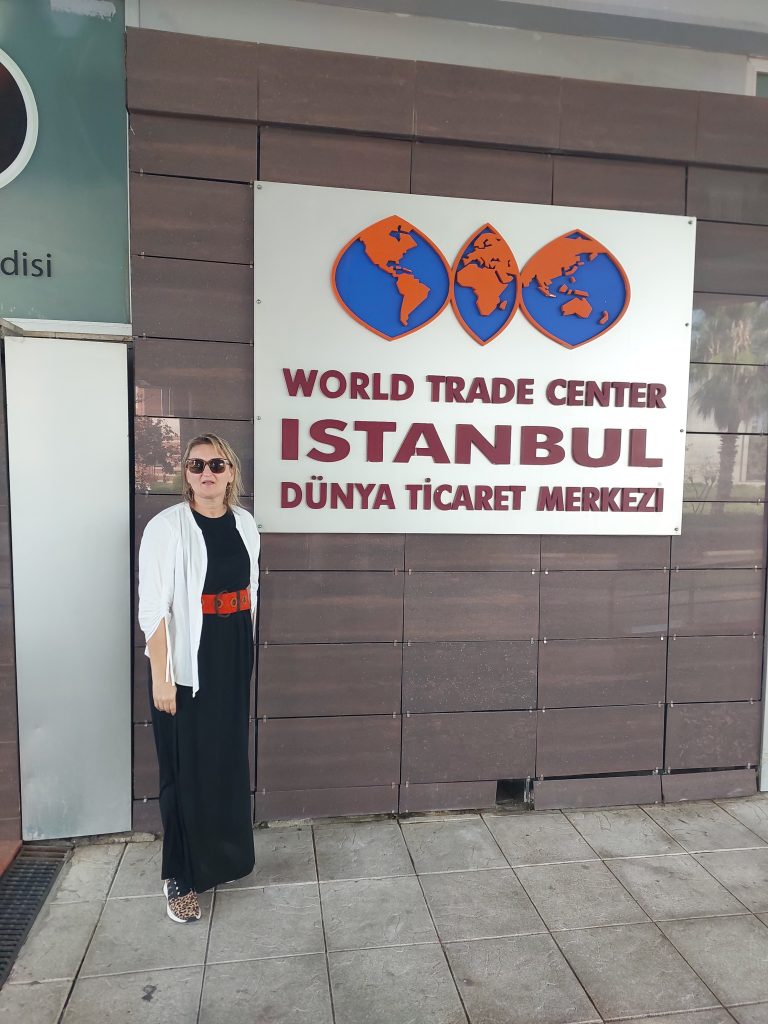 disi
WORLD TRADE CENTER
ISTANBUL
DÜNYA TİCARET MERKEZİ